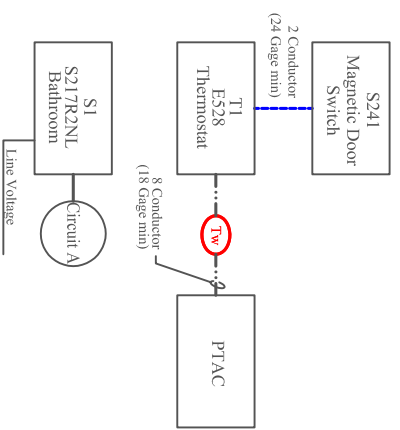 S1
S217R2NL
Bathroom
Line Voltage
Circuit A
T1
E528
Thermostat
2 Conductor
(24 Gage min)
S241
Magnetic Door
Switch
Tw
8 Conductor
(18 Gage min)
PTAC